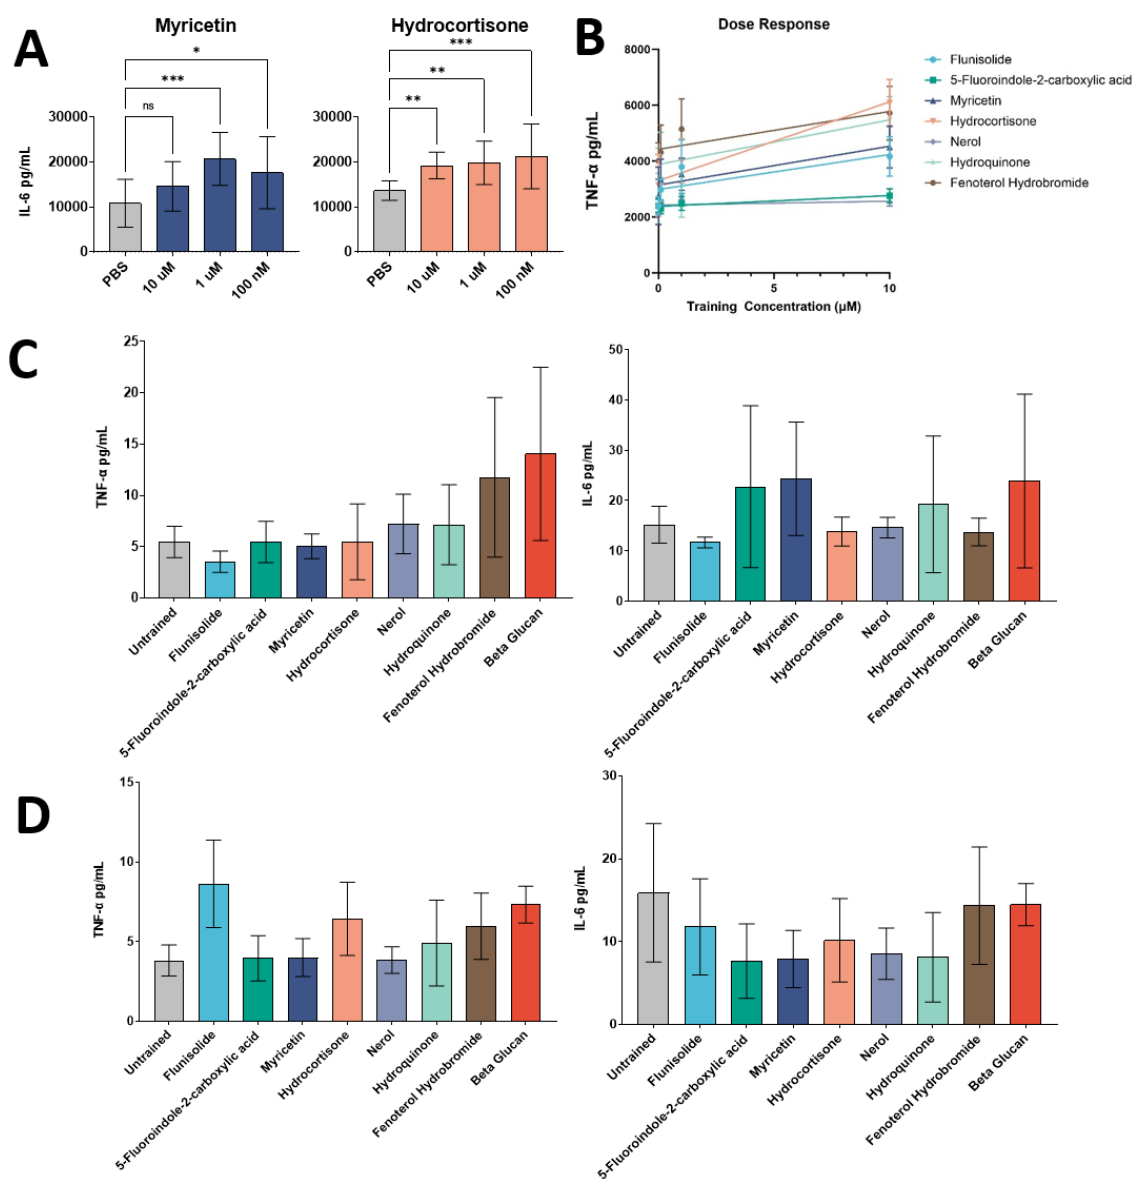 A
Myricetin
*
***
ns
IL-6 pg/mL
30000
20000
10000
0
PBS
10 uM
1 uM
100 nM
Hydrocortisone
***
**
**
30000
20000
10000
0
PBS
10 uM
1 uM
100 nM
B
Dose Response
TNF-α pg/mL
8000
6000
4000
2000
0
0
5
10
Training Concentration (µM)
Flunisolide
5-Fluoroindole-2-carboxylic acid
Myricetin
Hydrocortisone
Nerol
Hydroquinone
Fenoterol Hydrobromide
C
TNF-α pg/mL
25
20
15
10
5
0
Untrained
Flunisolide
5-Fluoroindole-2-carboxylic acid
Myricetin
Hydrocortisone
Nerol
Hydroquinone
Fenoterol Hydrobromide
Beta Glucan
IL-6 pg/mL
50
40
30
20
10
0
Untrained
Flunisolide
5-Fluoroindole-2-carboxylic acid
Myricetin
Hydrocortisone
Nerol
Hydroquinone
Fenoterol Hydrobromide
Beta Glucan
D
TNF-α pg/mL
15
10
5
0
Untrained
Flunisolide
5-Fluoroindole-2-carboxylic acid
Myricetin
Hydrocortisone
Nerol
Hydroquinone
Fenoterol Hydrobromide
Beta Glucan
IL-6 pg/mL
30
20
10
0
Untrained
Flunisolide
5-Fluoroindole-2-carboxylic acid
Myricetin
Hydrocortisone
Nerol
Hydroquinone
Fenoterol Hydrobromide
Beta Glucan